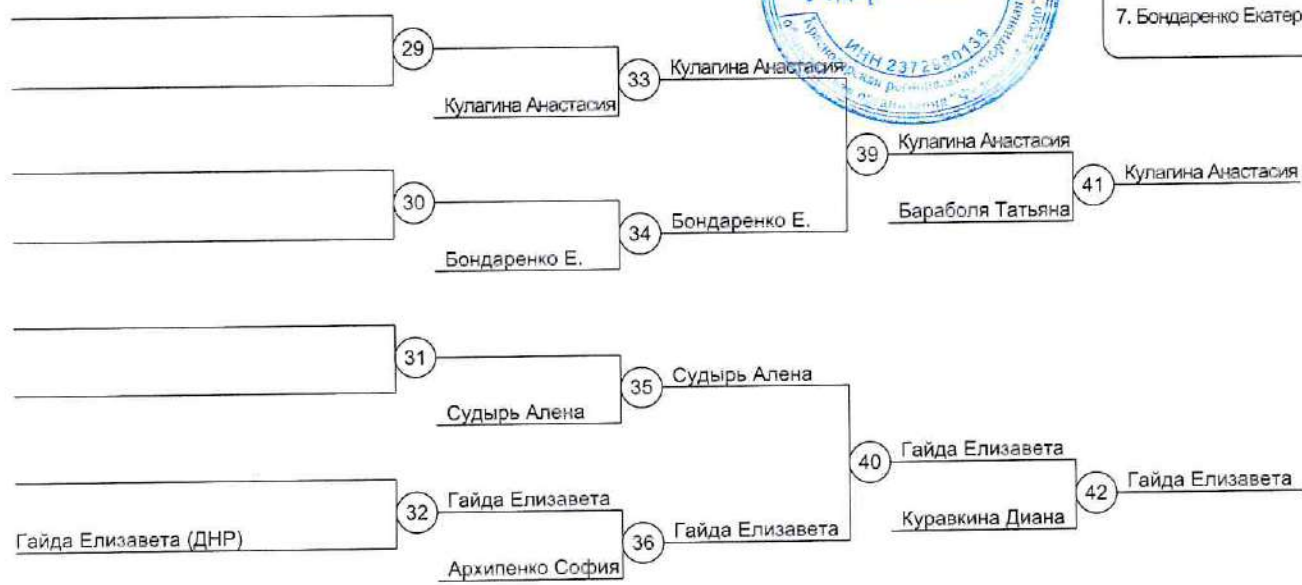 7. Бондаренко Екатер
29
33 Кулагина Анастасия
Кулагина Анастасия
ИНН
39 Кулагина Анастасия
41 Кулагина Анастасия
30
Бараболя Татьяна
34 Бондаренко Е.
Бондаренко Е.
31
35 Судырь Алена
Судырь Алена
40 Гайда Елизавета
42 Гайда Елизавета
32 Гайда Елизавета
Куравкина Диана
36 Гайда Елизавета
Гайда Елизавета (ДНР)
Архипенко София